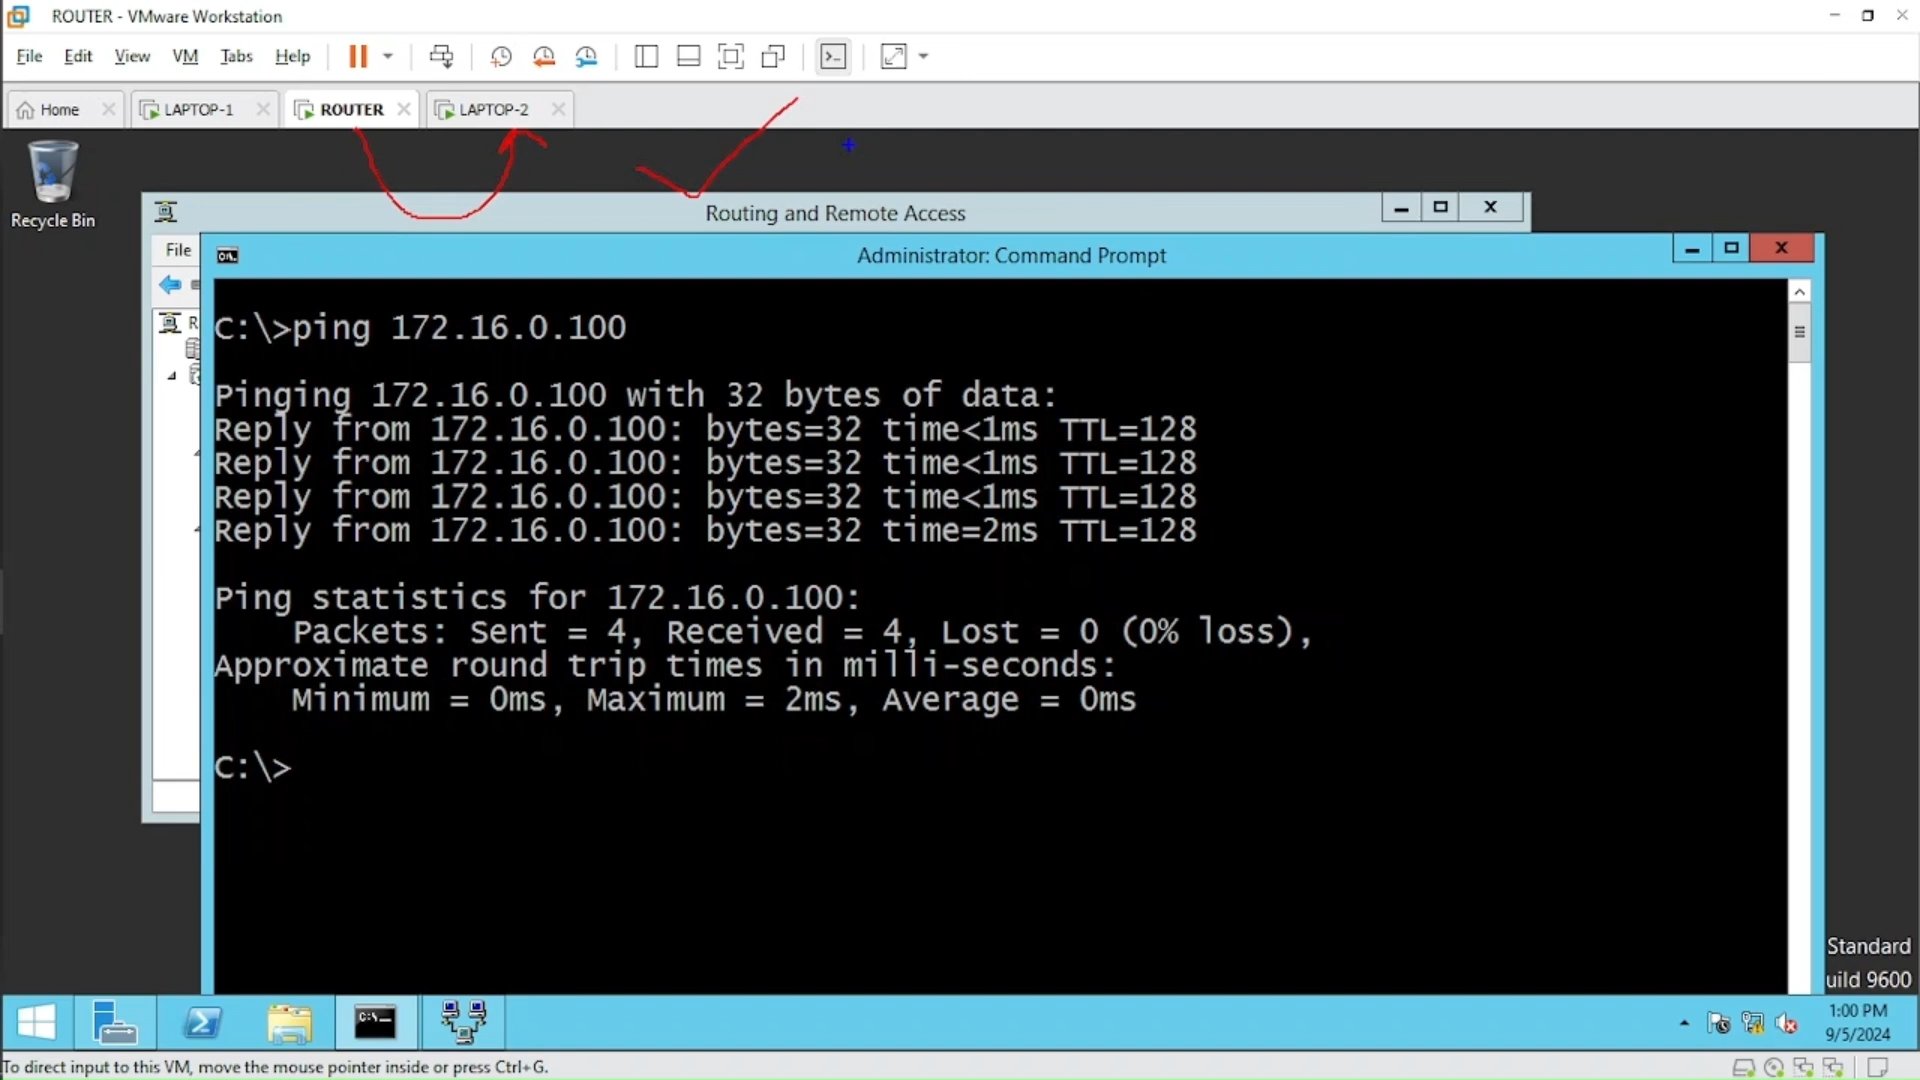 ROUTER - VMware Workstation
File Edit View VM Tabs Help
Home LAPTOP-1 ROUTER LAPTOP-2
Recycle Bin
Routing and Remote Access
File
Administrator: Command Prompt
R
C:\>ping 172.16.0.100
Pinging 172.16.0.100 with 32 bytes of data:
Reply from 172.16.0.100: bytes=32 time<1ms TTL=128
Reply from 172.16.0.100: bytes=32 time<1ms TTL=128
Reply from 172.16.0.100: bytes=32 time<1ms TTL=128
Reply from 172.16.0.100: bytes=32 time=2ms TTL=128
Ping statistics for 172.16.0.100:
Packets: Sent = 4, Received = 4, Lost = 0 (0% loss),
Approximate round trip times in milli-seconds:
Minimum = 0ms, Maximum = 2ms, Average = 0ms
C:\>
Standard
uild 9600
1:00 PM
9/5/2024
To direct input to this VM, move the mouse pointer inside or press Ctrl+G.